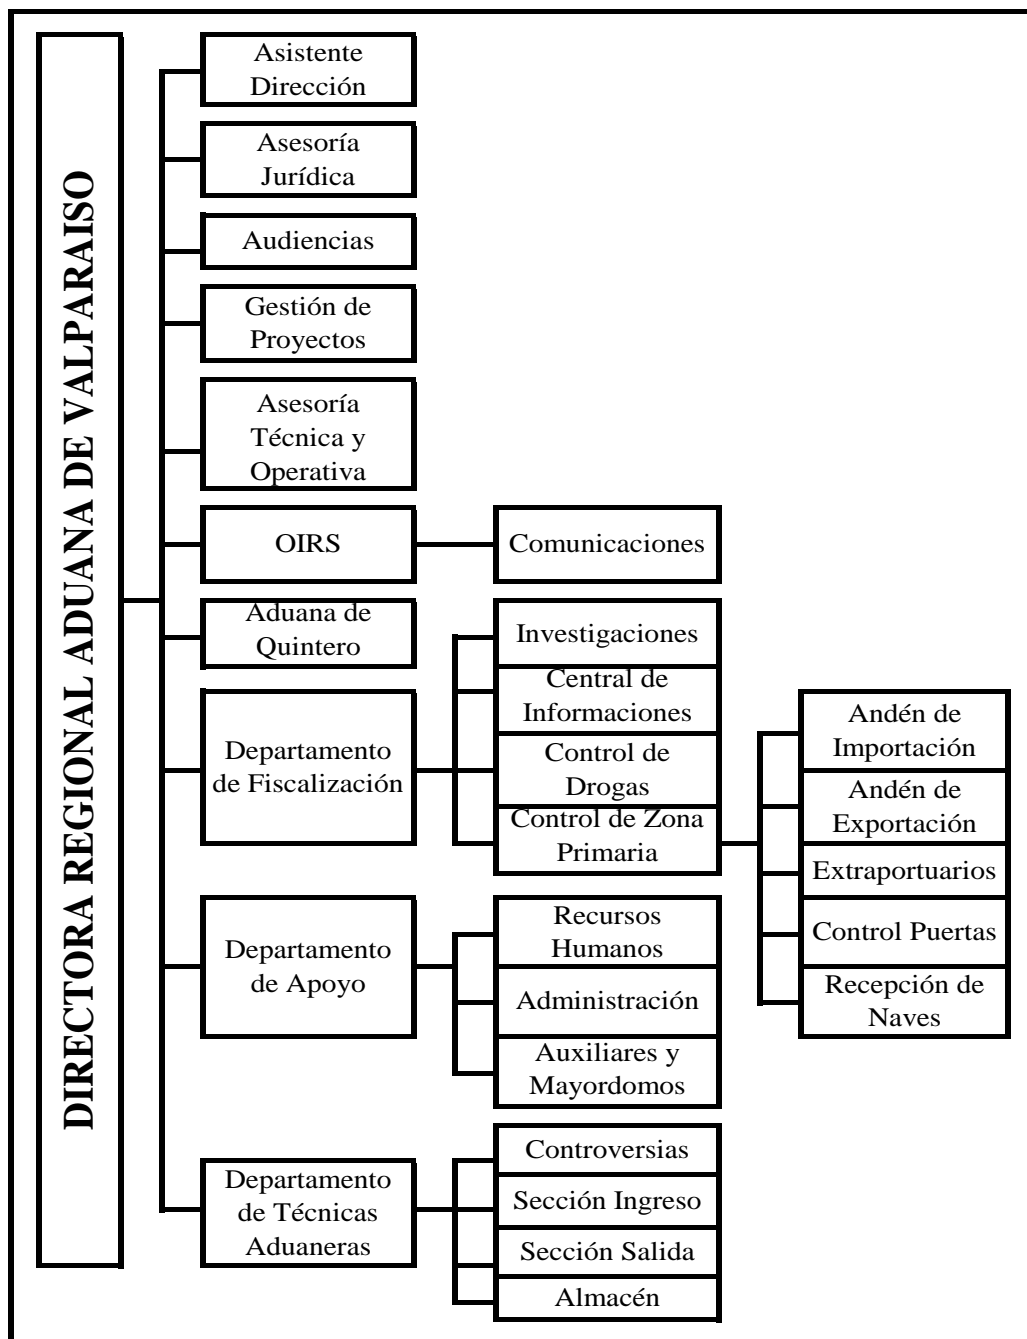 DIRECTORA REGIONAL ADUANA DE VALPARAISO
Asistente
Dirección
Asesoría
Jurídica
Audiencias
Gestión de
Proyectos
Asesoría
Técnica y
Operativa
OIRS
Comunicaciones
Aduana de
Quintero
Departamento
de Fiscalización
Investigaciones
Central de
Informaciones
Control de
Drogas
Control de Zona
Primaria
Andén de
Importación
Andén de
Exportación
Extraportuarios
Control Puertas
Recepción de
Naves
Departamento
de Apoyo
Recursos
Humanos
Administración
Auxiliares y
Mayordomos
Departamento
de Técnicas
Aduaneras
Controversias
Sección Ingreso
Sección Salida
Almacén